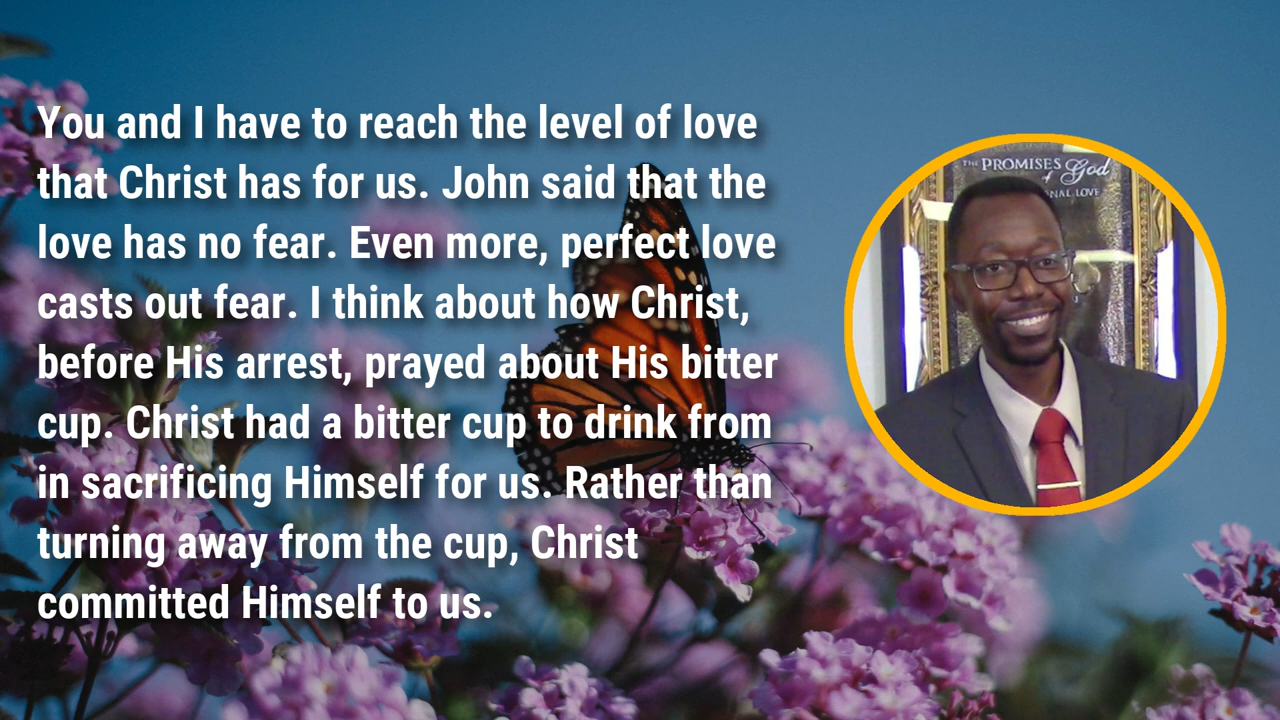 You and I have to reach the level of love
that Christ has for us. John said that the
love has no fear. Even more, perfect love
casts out fear. I think about how Christ,
before His arrest, prayed about His bitter
cup. Christ had a bitter cup to drink from
in sacrificing Himself for us. Rather than
turning away from the cup, Christ
committed Himself to us.
THE PROMISES
of God
NAL LOVE